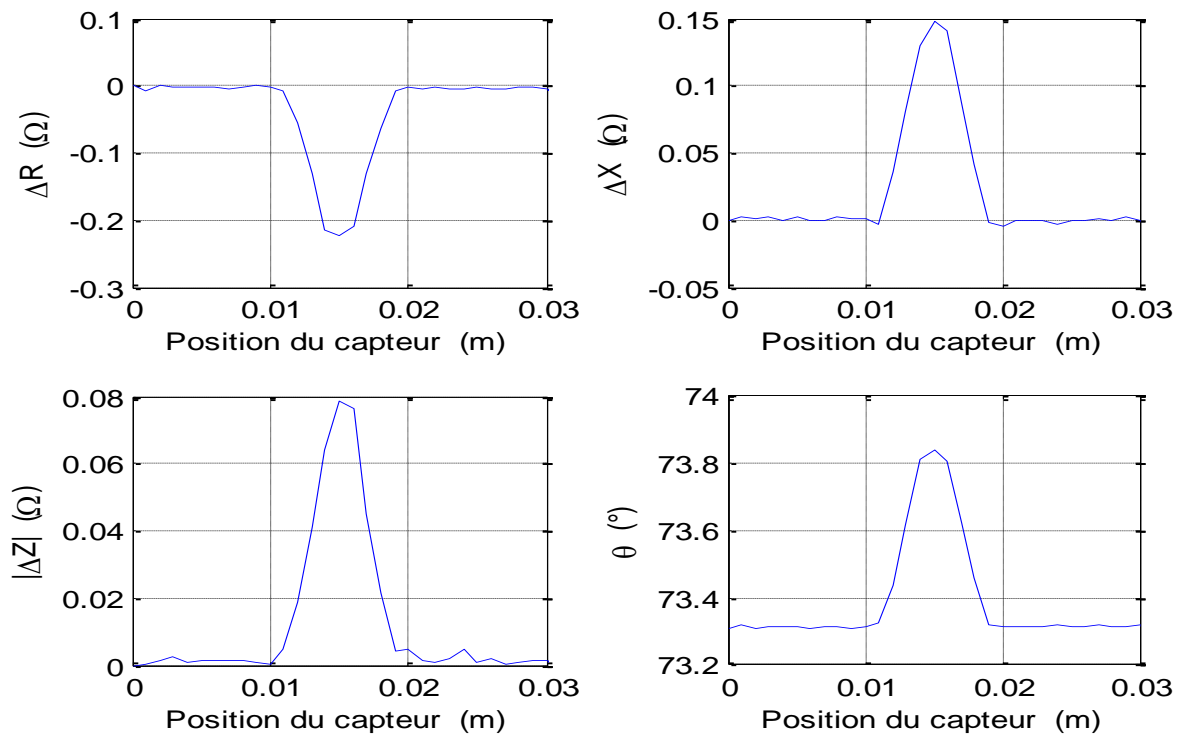 0.1
0
-0.1
-0.2
-0.3
ΔR (Ω)
0 0.01 0.02 0.03
Position du capteur (m)
0.15
0.1
0.05
0
-0.05
ΔX (Ω)
0 0.01 0.02 0.03
Position du capteur (m)
0.08
0.06
0.04
0.02
0
|ΔZ| (Ω)
0 0.01 0.02 0.03
Position du capteur (m)
74
73.8
73.6
73.4
73.2
θ (°)
0 0.01 0.02 0.03
Position du capteur (m)